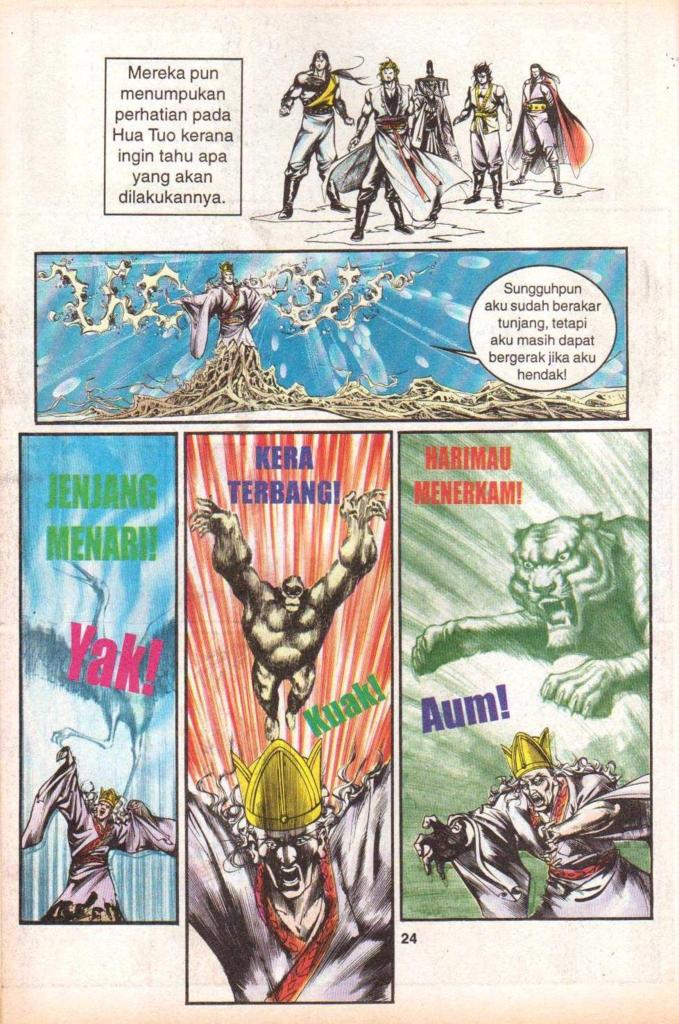 Mereka pun
menumpukan
perhatian pada
Hua Tuo kerana
ingin tahu apa
yang akan
dilakukannya.
Sungguhpun
aku sudah berakar
tunjang, tetapi
aku masih dapat
bergerak jika aku
hendak!
JENJANG
MENARI!
Yak!
KERA
TERBANG!
Kuak!
HARIMAU
MENERKAM!
Aum!
24